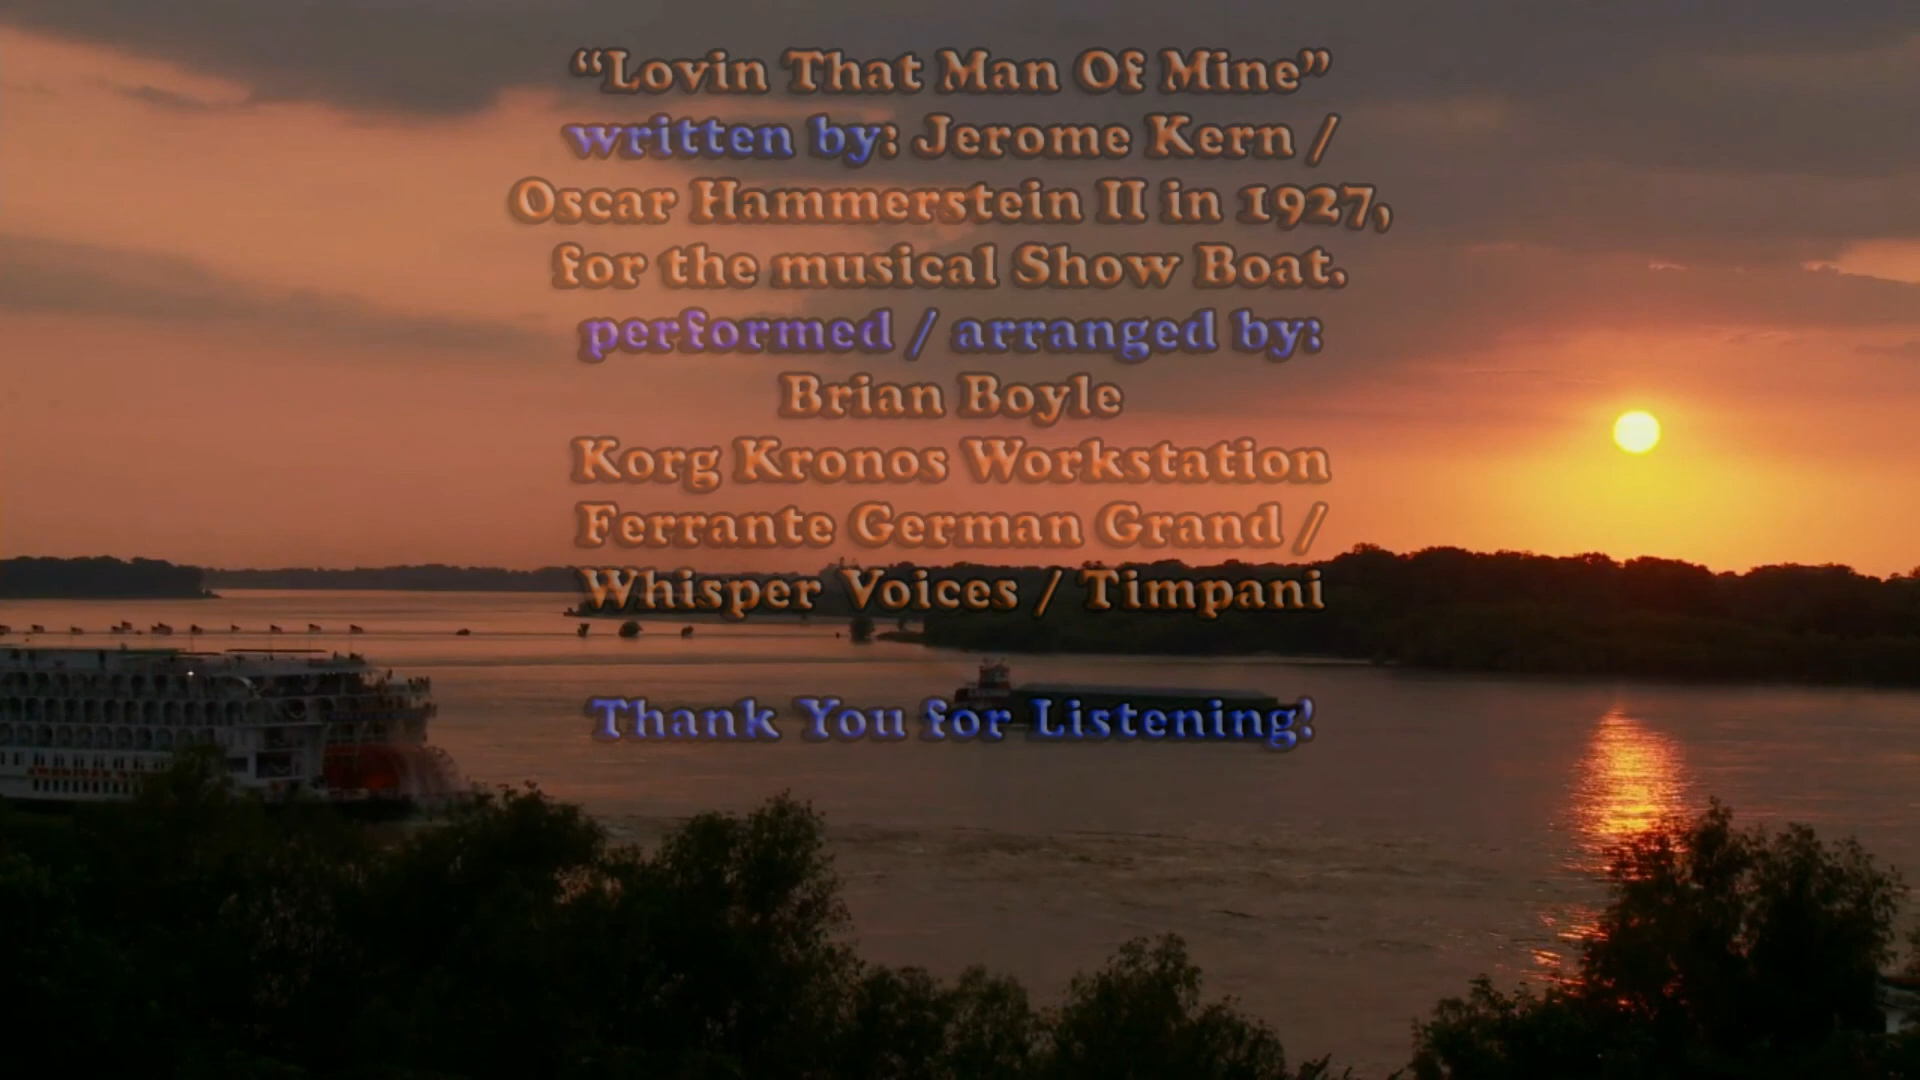 “Lovin That Man Of Mine”
written by: Jerome Kern /
Oscar Hammerstein II in 1927,
for the musical Show Boat.
performed / arranged by:
Brian Boyle
Korg Kronos Workstation
Ferrante German Grand /
Whisper Voices / Timpani
Thank You for Listening!